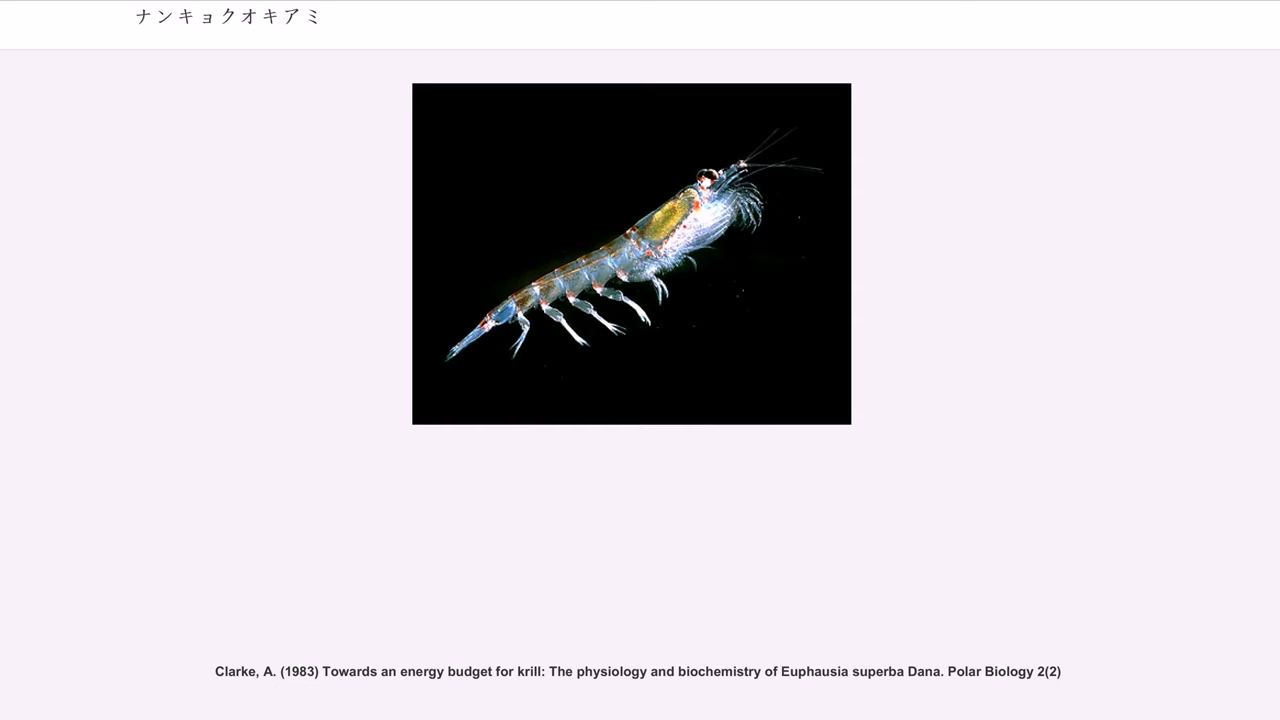 ナンキョクオキアミ
Clarke, A. (1983) Towards an energy budget for krill: The physiology and biochemistry of Euphausia superba Dana. Polar Biology 2(2)